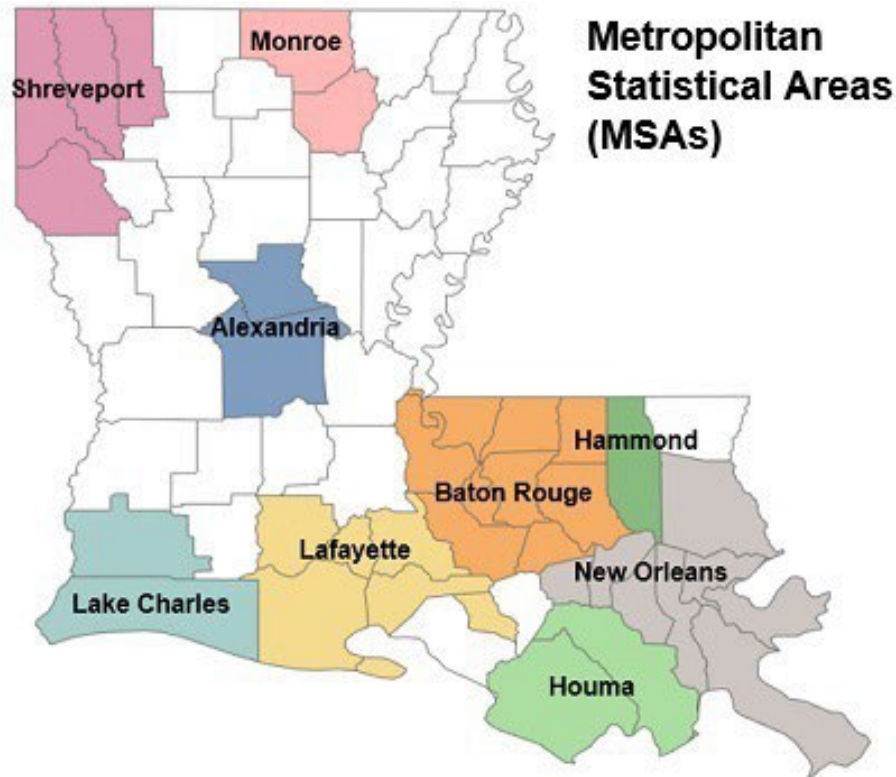 Metropolitan
Statistical Areas
(MSAs)
Monroe
Shreveport
Alexandria
Hammond
Baton Rouge
Lafayette
New Orleans
Lake Charles
Houma